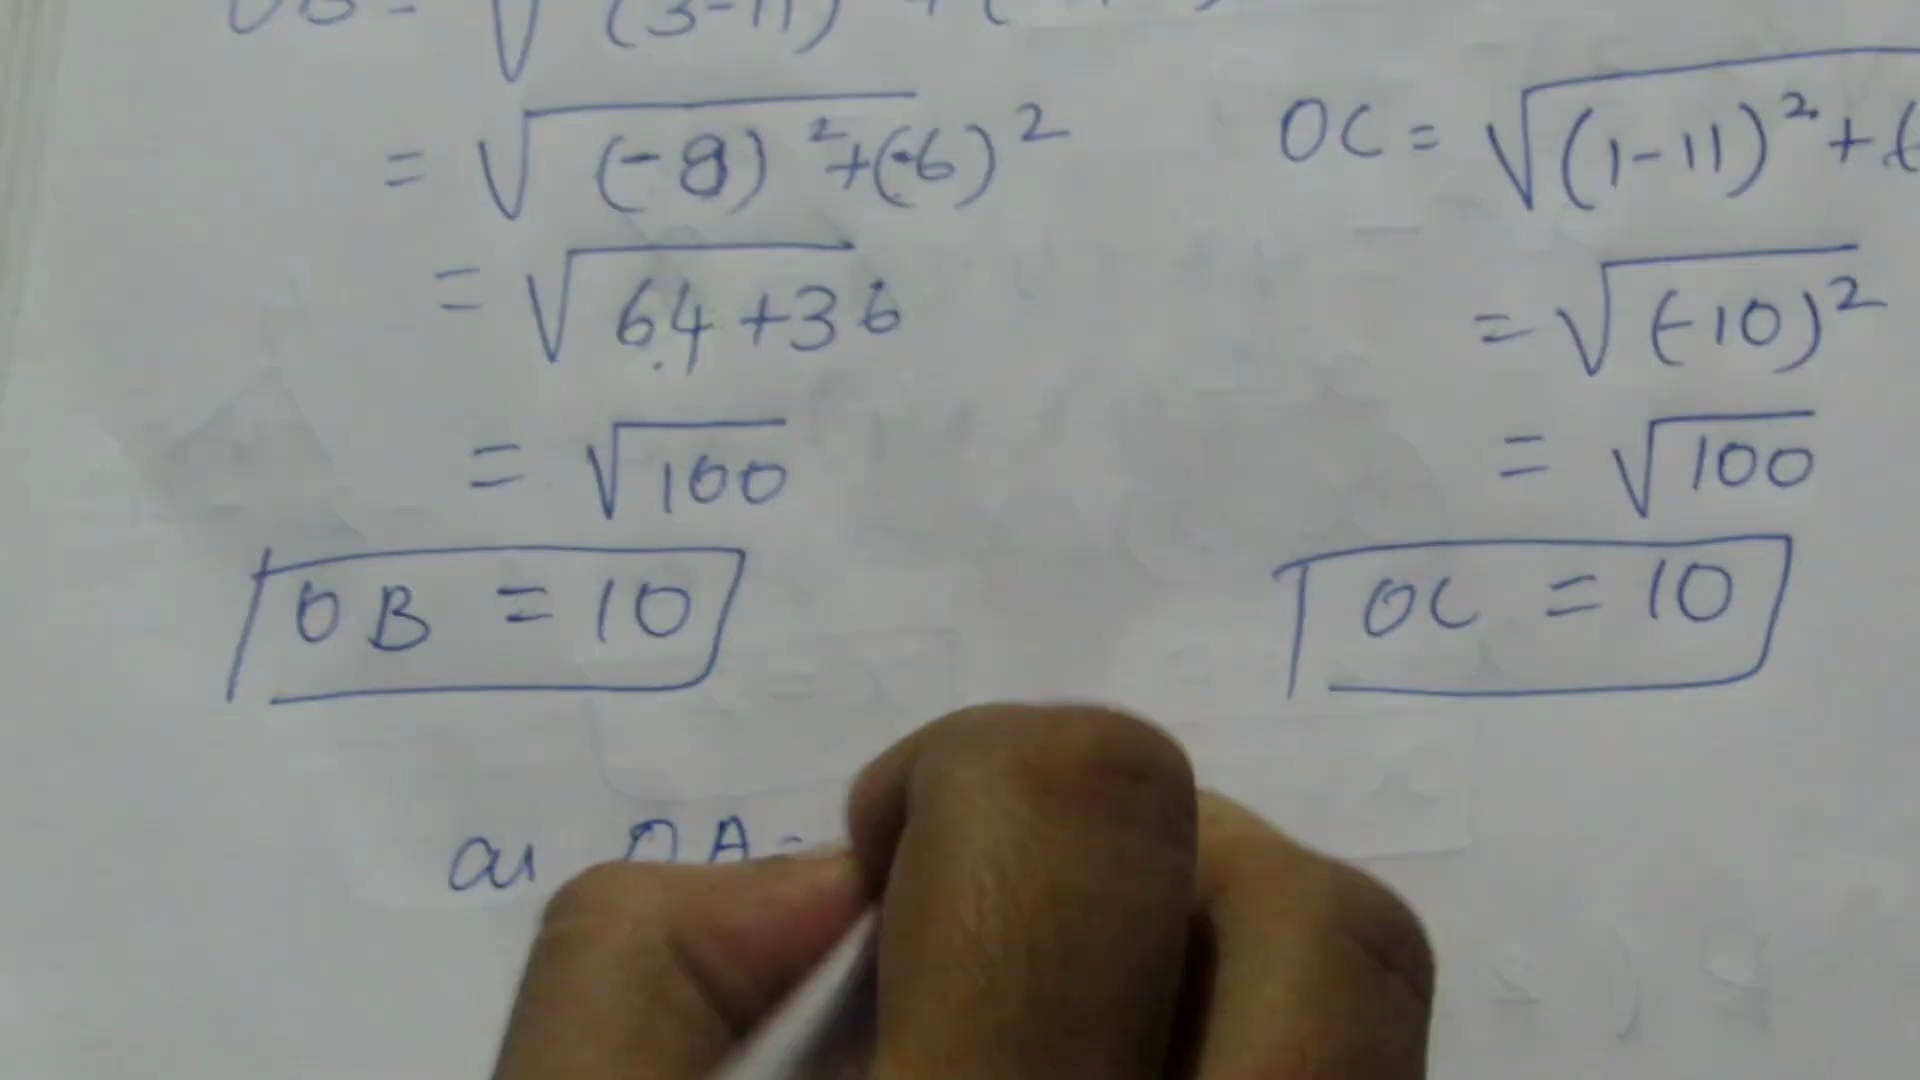 (3-11)
= √(-8)² + (-6)²
= √64 + 36
= √100
OB = 10
OC = √(1-11)² + (
= √(-10)²
= √100
OC = 10
as OA =